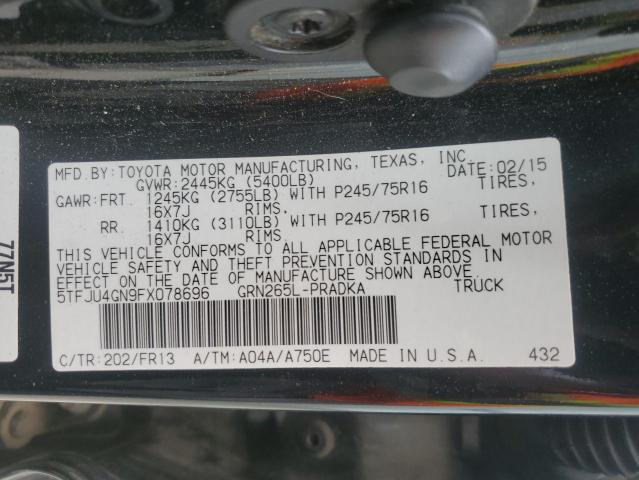 MFD.BY:TOYOTA MOTOR MANUFACTURING, TEXAS, INC. DATE:02/15
GVWR:2445KG (5400LB)
GAWR:FRT. 1245KG (2755LB) WITH P245/75R16 TIRES,
16X7J RIMS,
RR. 1410KG (3110LB) WITH P245/75R16 TIRES,
16X7J RIMS
THIS VEHICLE CONFORMS TO ALL APPLICABLE FEDERAL MOTOR
VEHICLE SAFETY AND THEFT PREVENTION STANDARDS IN
EFFECT ON THE DATE OF MANUFACTURE SHOWN ABOVE.
5TFJU4GN9FX078696 GRN265L-PRADKA TRUCK
C/TR:202/FR13 A/TM:A04A/A750E MADE IN U.S.A. 432
77N5T